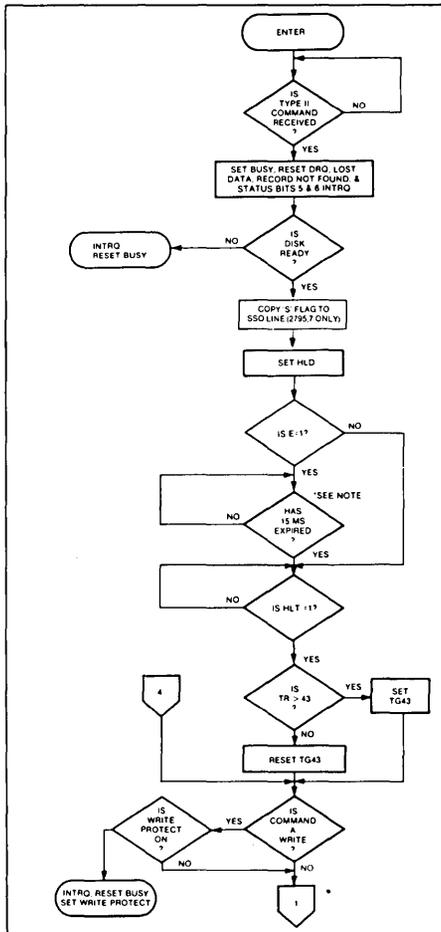 ENTER
IS
TYPE II
COMMAND
RECEIVED
?
NO
YES
SET BUSY, RESET DRQ, LOST
DATA, RECORD NOT FOUND, &
STATUS BITS 5 & 6 INTRQ
IS
DISK
READY
?
NO
INTRQ
RESET BUSY
YES
COPY 'S' FLAG TO
SSO LINE (2795,7 ONLY)
SET HLD
IS E=1?
NO
YES
*SEE NOTE
HAS
15 MS
EXPIRED
?
NO
YES
IS HLT =1?
NO
YES
4
IS
TR > 43
?
YES
SET
TG43
NO
RESET TG43
IS
COMMAND
A
WRITE
?
YES
IS
WRITE
PROTECT
ON
?
NO
NO
YES
INTRQ, RESET BUSY
SET WRITE PROTECT
1